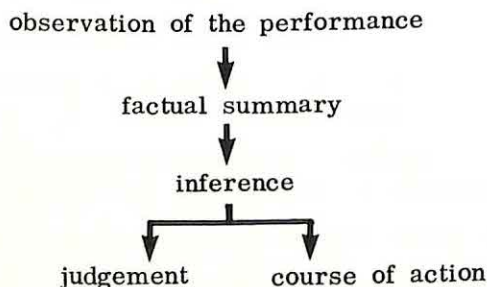 observation of the performance
factual summary
inference
judgement course of action